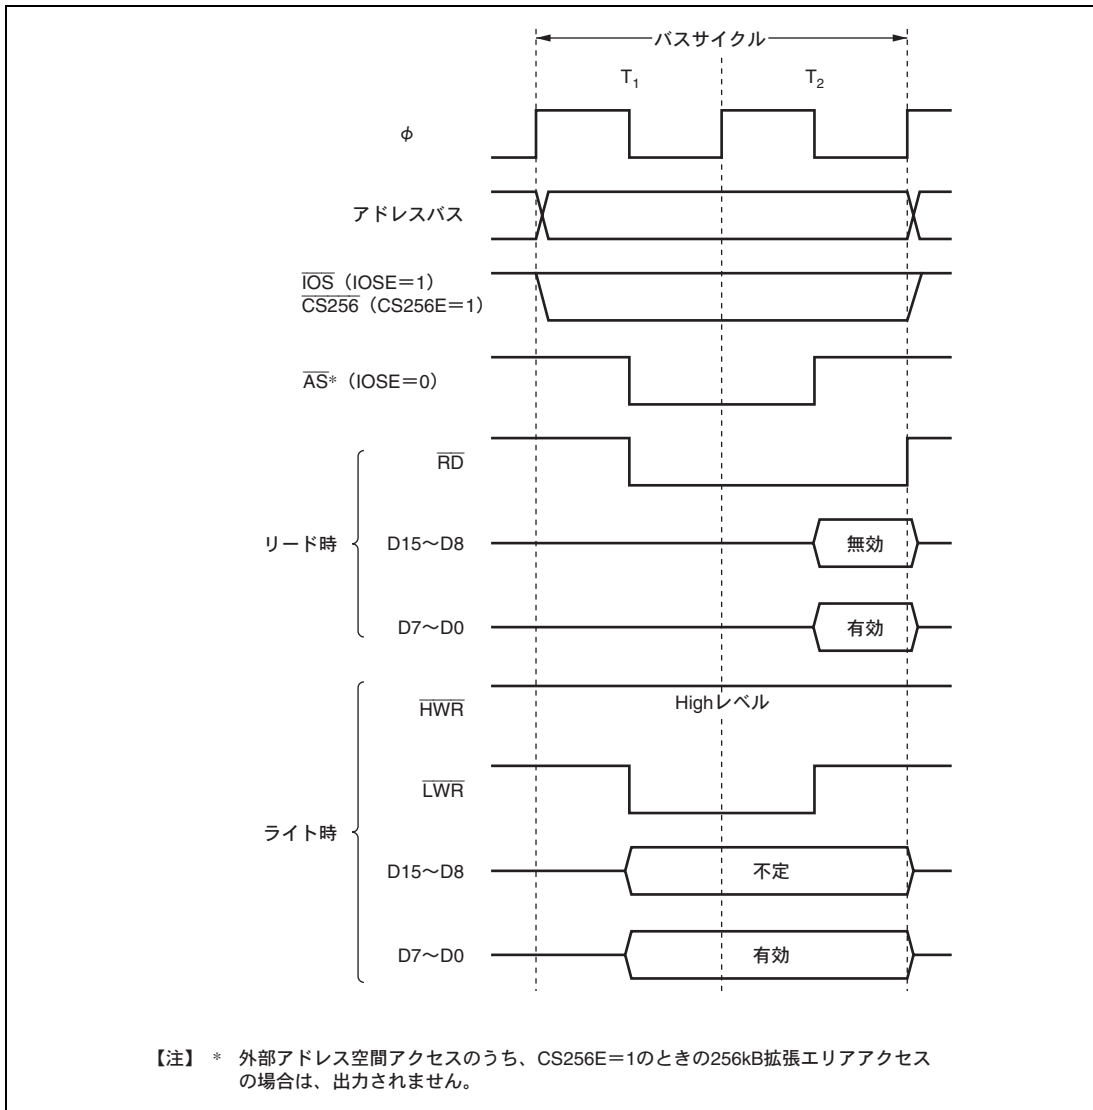 バスサイクル
T1 T2
φ
アドレスバス
IOS（IOSE＝1）
CS256（CS256E＝1）
AS*（IOSE＝0）
RD
リード時
D15～D8
無効
D7～D0
有効
HWR
Highレベル
LWR
ライト時
D15～D8
不定
D7～D0
有効
【注】 * 外部アドレス空間アクセスのうち、CS256E＝1のときの256kB拡張エリアアクセス
の場合は、出力されません。